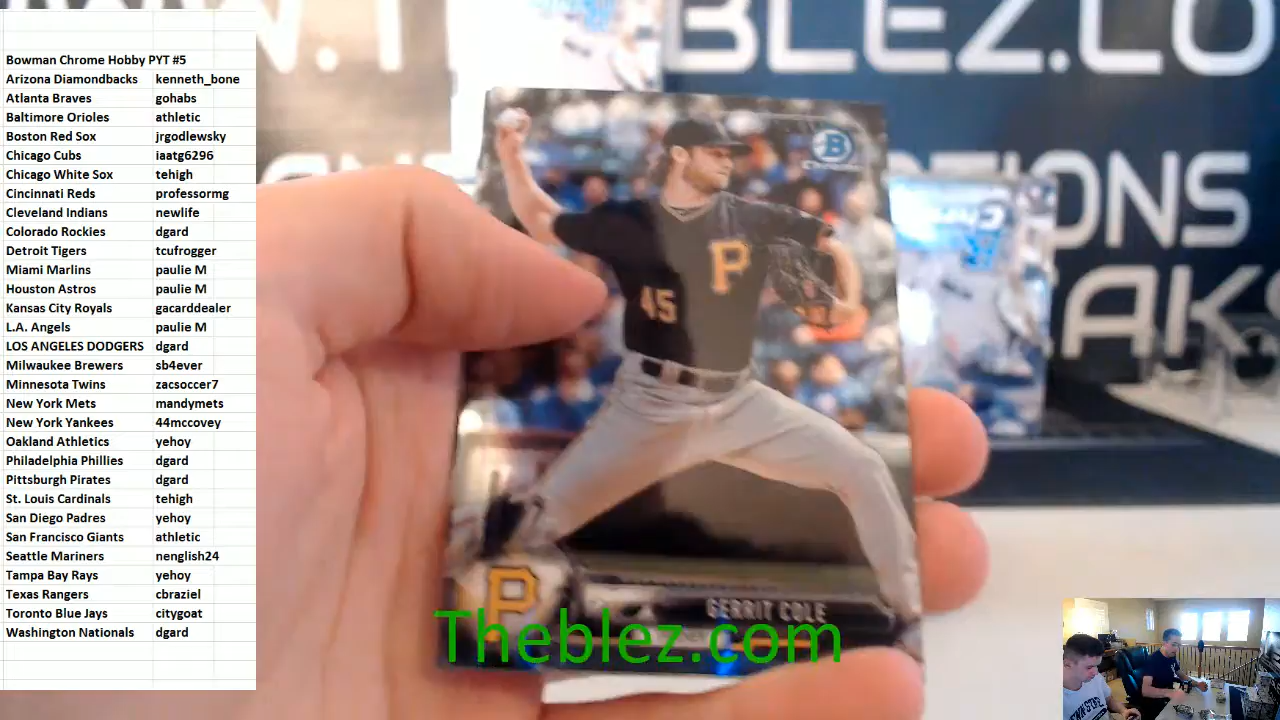 Bowman Chrome Hobby PYT #5
Arizona Diamondbacks kenneth_bone
Atlanta Braves gohabs
Baltimore Orioles athletic
Boston Red Sox jrgodlewsky
Chicago Cubs iaatg6296
Chicago White Sox tehigh
Cincinnati Reds professormg
Cleveland Indians newlife
Colorado Rockies dgard
Detroit Tigers tcufrogger
Miami Marlins paulie M
Houston Astros paulie M
Kansas City Royals gacarddealer
L.A. Angels paulie M
LOS ANGELES DODGERS dgard
Milwaukee Brewers sb4ever
Minnesota Twins zacsoccer7
New York Mets mandymets
New York Yankees 44mccovey
Oakland Athletics yehoy
Philadelphia Phillies dgard
Pittsburgh Pirates dgard
St. Louis Cardinals tehigh
San Diego Padres yehoy
San Francisco Giants athletic
Seattle Mariners nenglish24
Tampa Bay Rays yehoy
Texas Rangers cbraziel
Toronto Blue Jays citygoat
Washington Nationals dgard
BLEZ.CO
B
CHROME
P
45
P
GERRIT COLE
Theblez.com